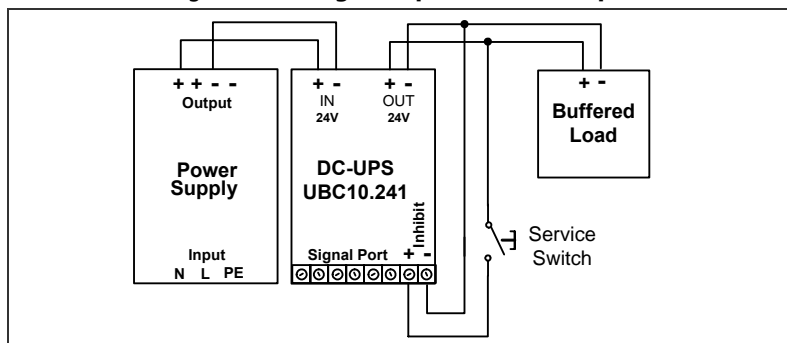 + + - -
Output
Power
Supply
Input
N L PE
+ -
IN
24V
+ -
OUT
24V
DC-UPS
UBC10.241
Inhibit
Signal Port + -
+ -
Buffered
Load
Service
Switch